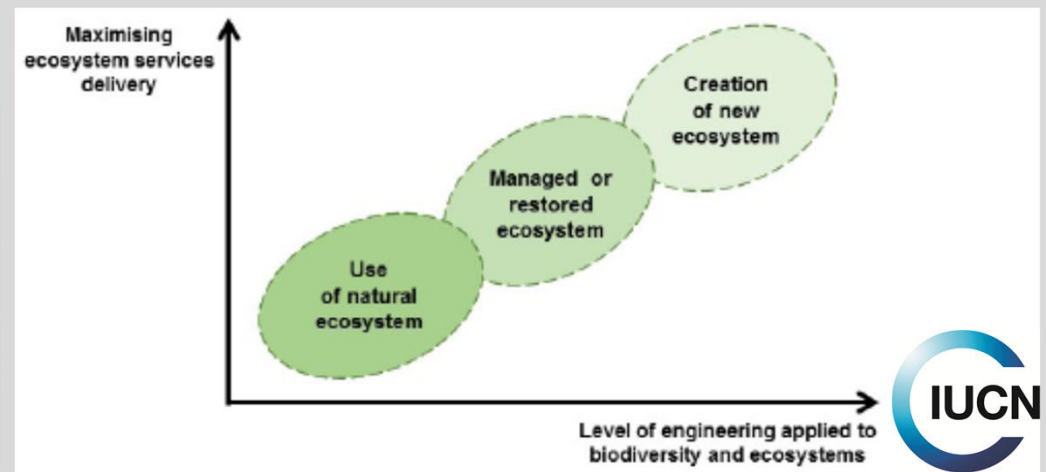 Maximising
ecosystem services
delivery
Creation
of new
ecosystem
Managed or
restored
ecosystem
Use
of natural
ecosystem
Level of engineering applied to
biodiversity and ecosystems
IUCN